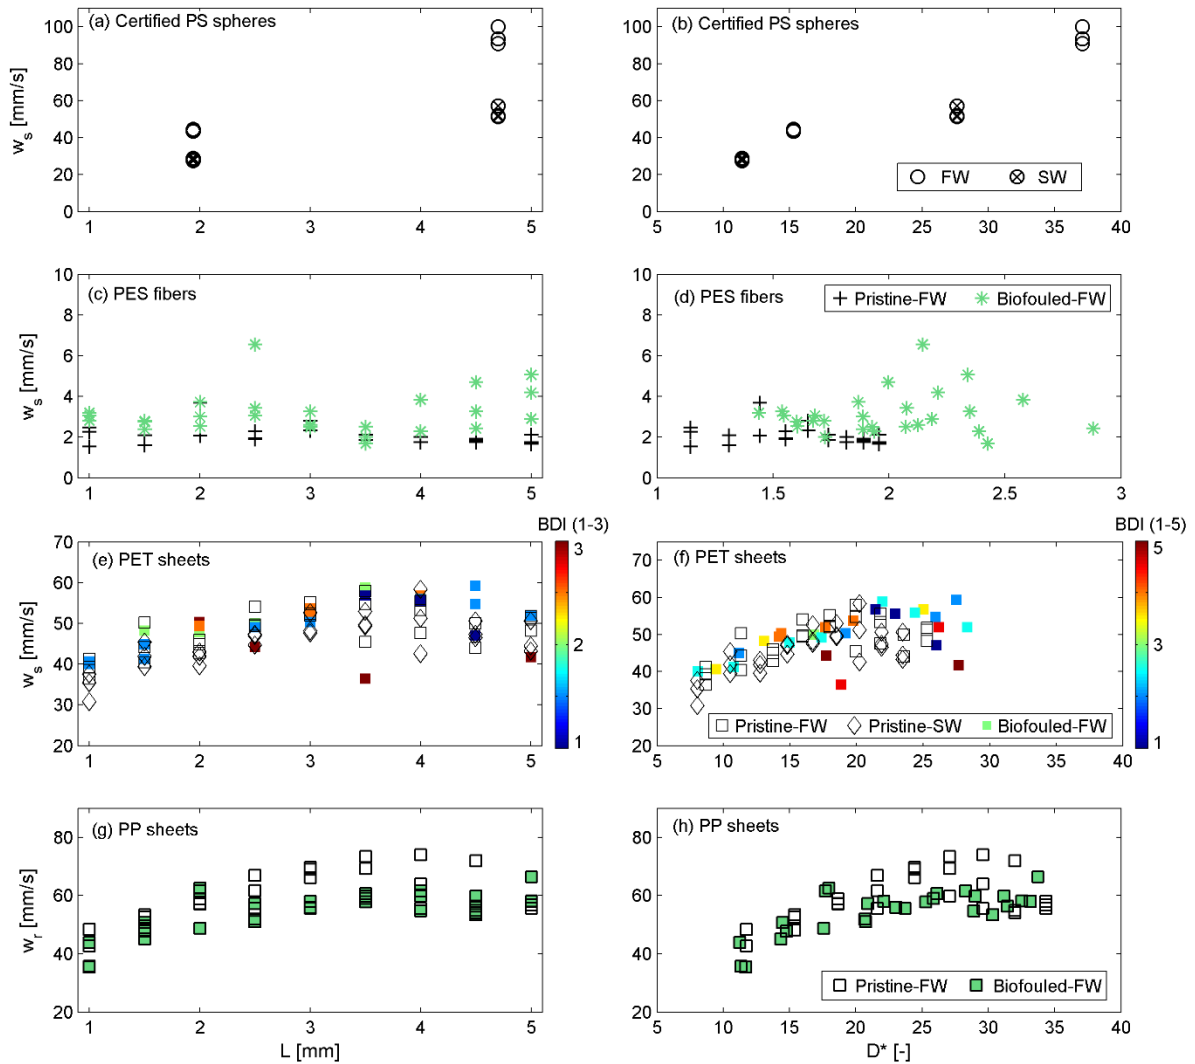 (a) Certified PS spheres
100
80
60
40
20
0
w_s [mm/s]
1 2 3 4 5
(b) Certified PS spheres
100
80
60
40
20
0
FW SW
5 10 15 20 25 30 35 40
(c) PES fibers
10
8
6
4
2
0
w_s [mm/s]
1 2 3 4 5
(d) PES fibers
Pristine-FW Biofouled-FW
10
8
6
4
2
0
1 1.5 2 2.5 3
BDI (1-3)
(e) PET sheets
70
60
50
40
30
20
w_s [mm/s]
1 2 3 4 5
3
2
1
BDI (1-5)
(f) PET sheets
80
70
60
50
40
30
20
Pristine-FW Pristine-SW Biofouled-FW
5 10 15 20 25 30 35 40
5
3
1
(g) PP sheets
80
60
40
20
w_r [mm/s]
1 2 3 4 5
L [mm]
(h) PP sheets
80
60
40
20
Pristine-FW Biofouled-FW
5 10 15 20 25 30 35 40
D* [-]